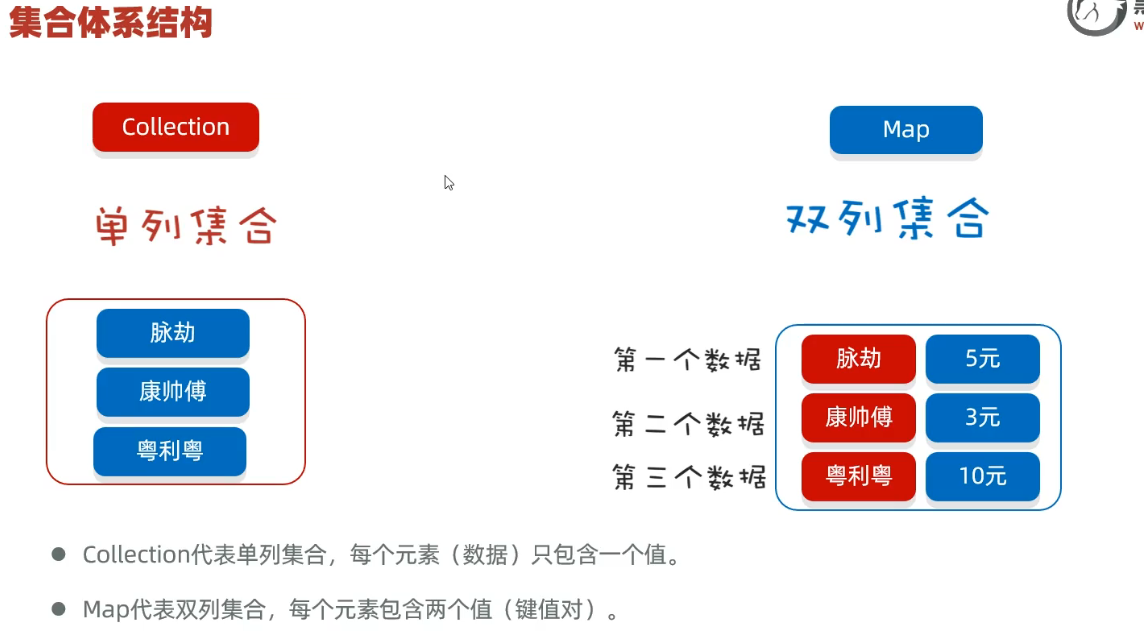 集合体系结构
Collection
Map
单列集合
双列集合
脉劫
康帅傅
粤利粤
第一个数据 脉劫 5元
第二个数据 康帅傅 3元
第三个数据 粤利粤 10元
Collection代表单列集合，每个元素（数据）只包含一个值。
Map代表双列集合，每个元素包含两个值（键值对）。